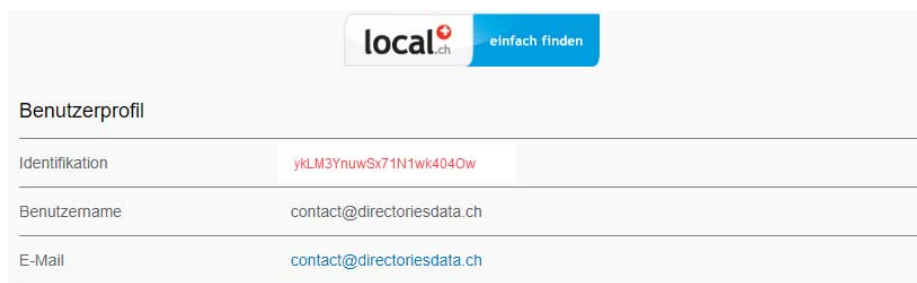 local.ch einfach finden
Benutzerprofil
Identifikation ykLM3YnuwSx71N1wk404Ow
Benutzername contact@directoriesdata.ch
E-Mail contact@directoriesdata.ch